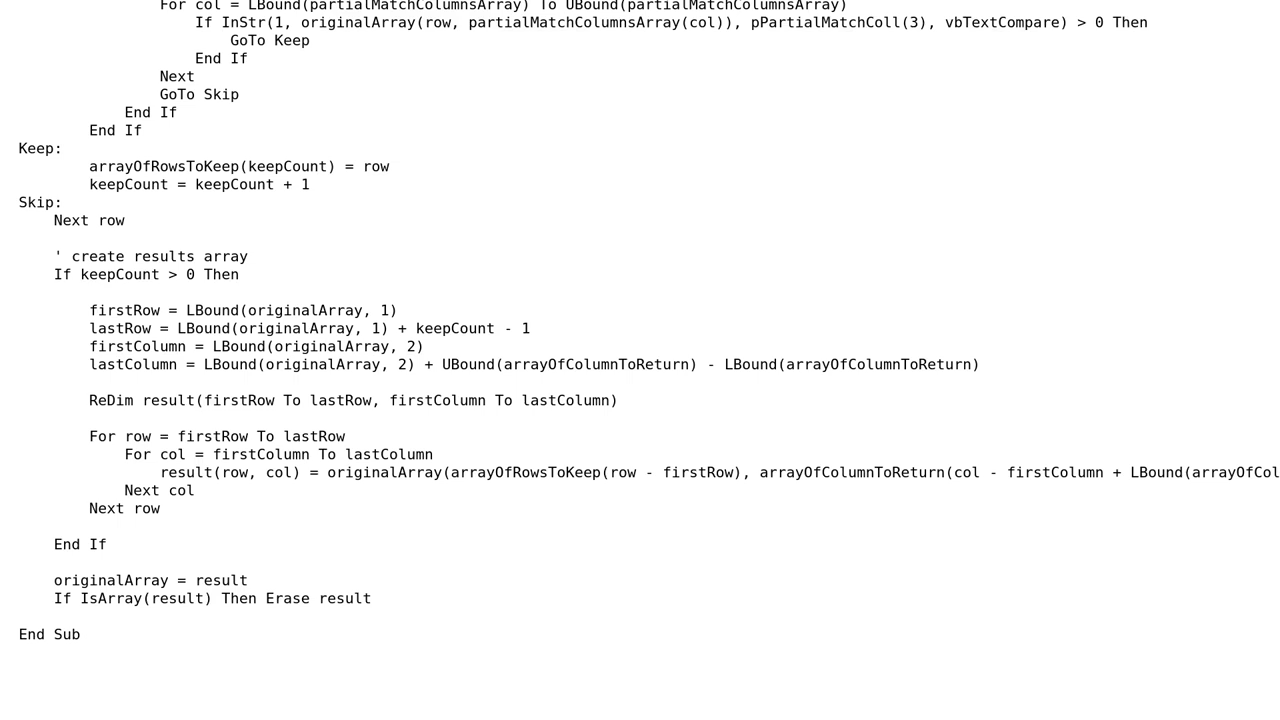 For col = LBound(partialMatchColumnsArray) To UBound(partialMatchColumnsArray)
If InStr(1, originalArray(row, partialMatchColumnsArray(col)), pPartialMatchColl(3), vbTextCompare) > 0 Then
GoTo Keep
End If
Next
GoTo Skip
End If
End If
Keep:
arrayOfRowsToKeep(keepCount) = row
keepCount = keepCount + 1
Skip:
Next row
' create results array
If keepCount > 0 Then
firstRow = LBound(originalArray, 1)
lastRow = LBound(originalArray, 1) + keepCount - 1
firstColumn = LBound(originalArray, 2)
lastColumn = LBound(originalArray, 2) + UBound(arrayOfColumnToReturn) - LBound(arrayOfColumnToReturn)
ReDim result(firstRow To lastRow, firstColumn To lastColumn)
For row = firstRow To lastRow
For col = firstColumn To lastColumn
result(row, col) = originalArray(arrayOfRowsToKeep(row - firstRow), arrayOfColumnToReturn(col - firstColumn + LBound(arrayOfCol
Next col
Next row
End If
originalArray = result
If IsArray(result) Then Erase result
End Sub